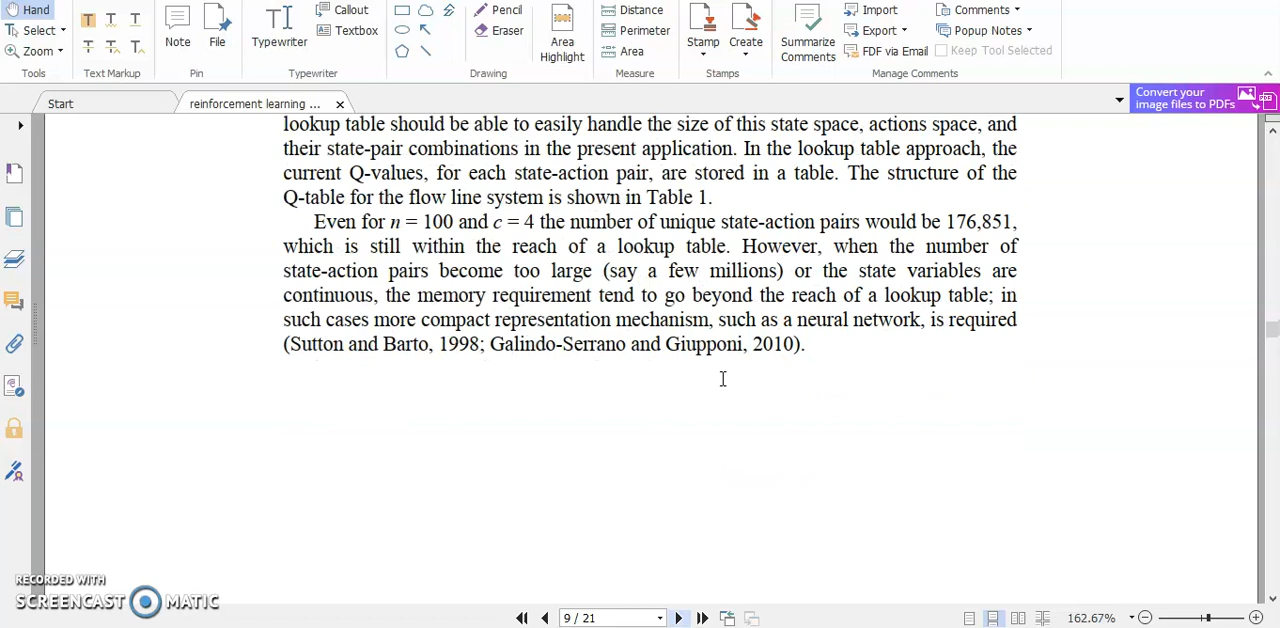 Hand
Select
Zoom
Tools
Text Markup
Note
File
Pin
Typewriter
Callout
Textbox
Typewriter
Pencil
Eraser
Drawing
Area
Highlight
Distance
Perimeter
Area
Measure
Stamp
Create
Stamps
Summarize
Comments
Import
Export
FDF via Email
Comments
Popup Notes
Keep Tool Selected
Manage Comments
Start
reinforcement learning ...
Convert your
image files to PDFs
lookup table should be able to easily handle the size of this state space, actions space, and
their state-pair combinations in the present application. In the lookup table approach, the
current Q-values, for each state-action pair, are stored in a table. The structure of the
Q-table for the flow line system is shown in Table 1.
Even for n = 100 and c = 4 the number of unique state-action pairs would be 176,851,
which is still within the reach of a lookup table. However, when the number of
state-action pairs become too large (say a few millions) or the state variables are
continuous, the memory requirement tend to go beyond the reach of a lookup table; in
such cases more compact representation mechanism, such as a neural network, is required
(Sutton and Barto, 1998; Galindo-Serrano and Giupponi, 2010).
RECORDED WITH
SCREENCAST MATIC
9 / 21
162.67%